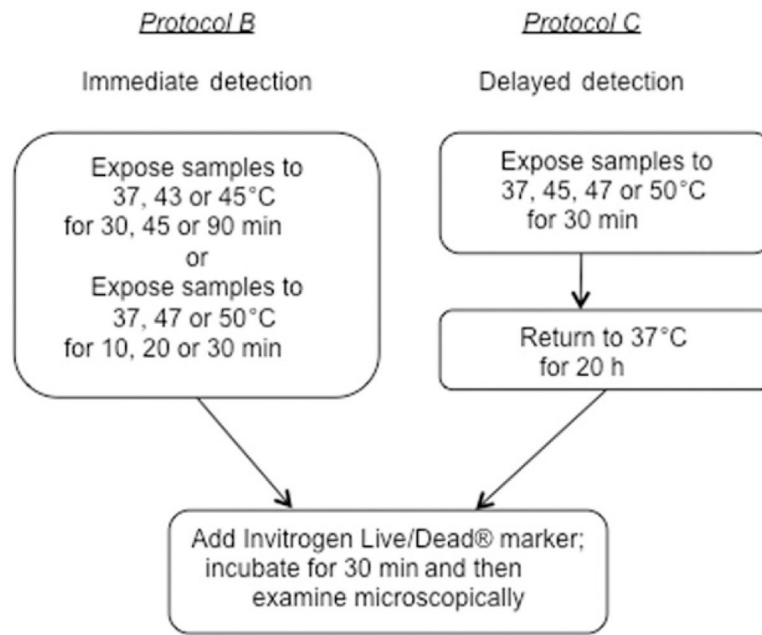 Protocol B
Immediate detection
Expose samples to
37, 43 or 45°C
for 30, 45 or 90 min
or
Expose samples to
37, 47 or 50°C
for 10, 20 or 30 min
Protocol C
Delayed detection
Expose samples to
37, 45, 47 or 50°C
for 30 min
Return to 37°C
for 20 h
Add Invitrogen Live/Dead® marker;
incubate for 30 min and then
examine microscopically